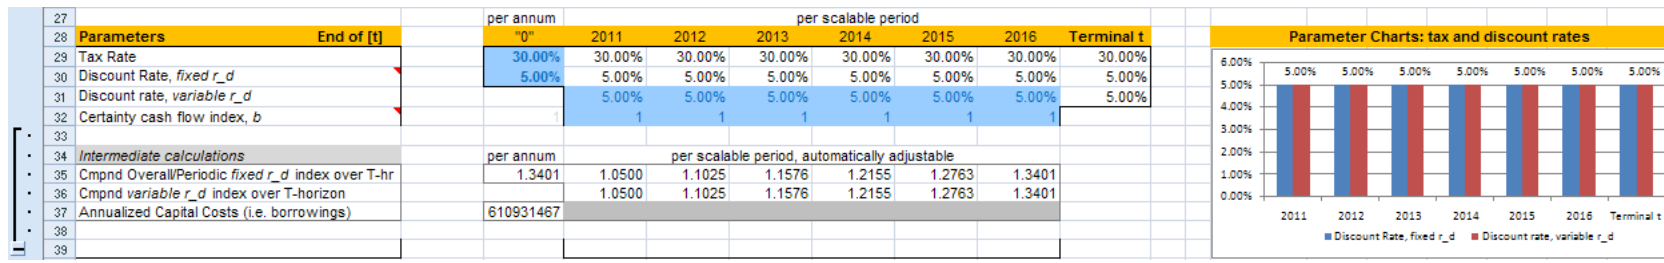 27 per annum per scalable period
28 Parameters End of [t] "0" 2011 2012 2013 2014 2015 2016 Terminal t
29 Tax Rate 30.00% 30.00% 30.00% 30.00% 30.00% 30.00% 30.00% 30.00%
30 Discount Rate, fixed r_d 5.00% 5.00% 5.00% 5.00% 5.00% 5.00% 5.00% 5.00%
31 Discount rate, variable r_d 5.00% 5.00% 5.00% 5.00% 5.00% 5.00% 5.00%
32 Certainty cash flow index, b 1 1 1 1 1 1 1
33
34 Intermediate calculations per annum per scalable period, automatically adjustable
35 Cmpnd Overall/Periodic fixed r_d index over T-hr 1.3401 1.0500 1.1025 1.1576 1.2155 1.2763 1.3401
36 Cmpnd variable r_d index over T-horizon 1.0500 1.1025 1.1576 1.2155 1.2763 1.3401
37 Annualized Capital Costs (i.e. borrowings) 610931467
38
39
Parameter Charts: tax and discount rates
6.00%
5.00% 5.00% 5.00% 5.00% 5.00% 5.00% 5.00%
5.00%
4.00%
3.00%
2.00%
1.00%
0.00%
2011 2012 2013 2014 2015 2016 Terminal t
Discount Rate, fixed r_d Discount rate, variable r_d